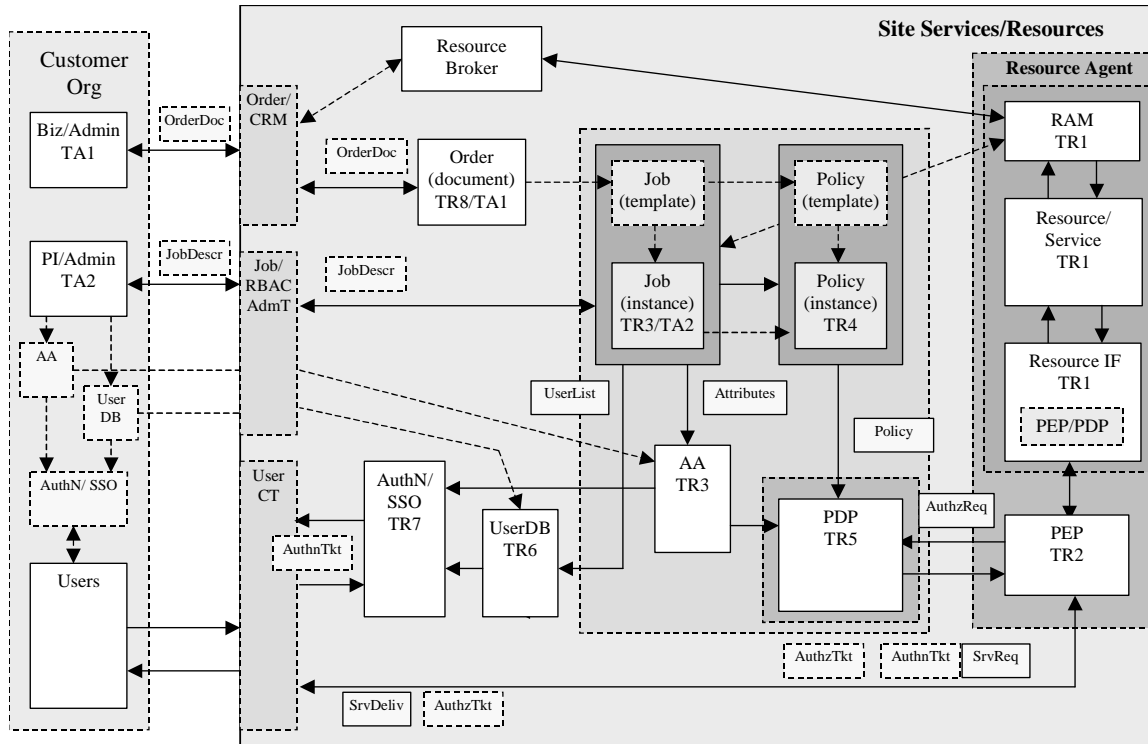 Site Services/Resources
Customer
Org
Biz/Admin
TA1
OrderDoc
Order/
CRM
Resource
Broker
OrderDoc
Order
(document)
TR8/TA1
Job
(template)
Policy
(template)
Resource Agent
RAM
TR1
Resource/
Service
TR1
PI/Admin
TA2
JobDescr
Job/
RBAC
AdmT
JobDescr
Job
(instance)
TR3/TA2
Policy
(instance)
TR4
Resource IF
TR1
PEP/PDP
AA
User
DB
UserList
Attributes
Policy
AuthN/ SSO
User
CT
AuthN/
SSO
TR7
AA
TR3
UserDB
TR6
PDP
TR5
AuthzReq
PEP
TR2
AuthnTkt
Users
AuthzTkt
AuthnTkt
SrvReq
SrvDeliv
AuthzTkt